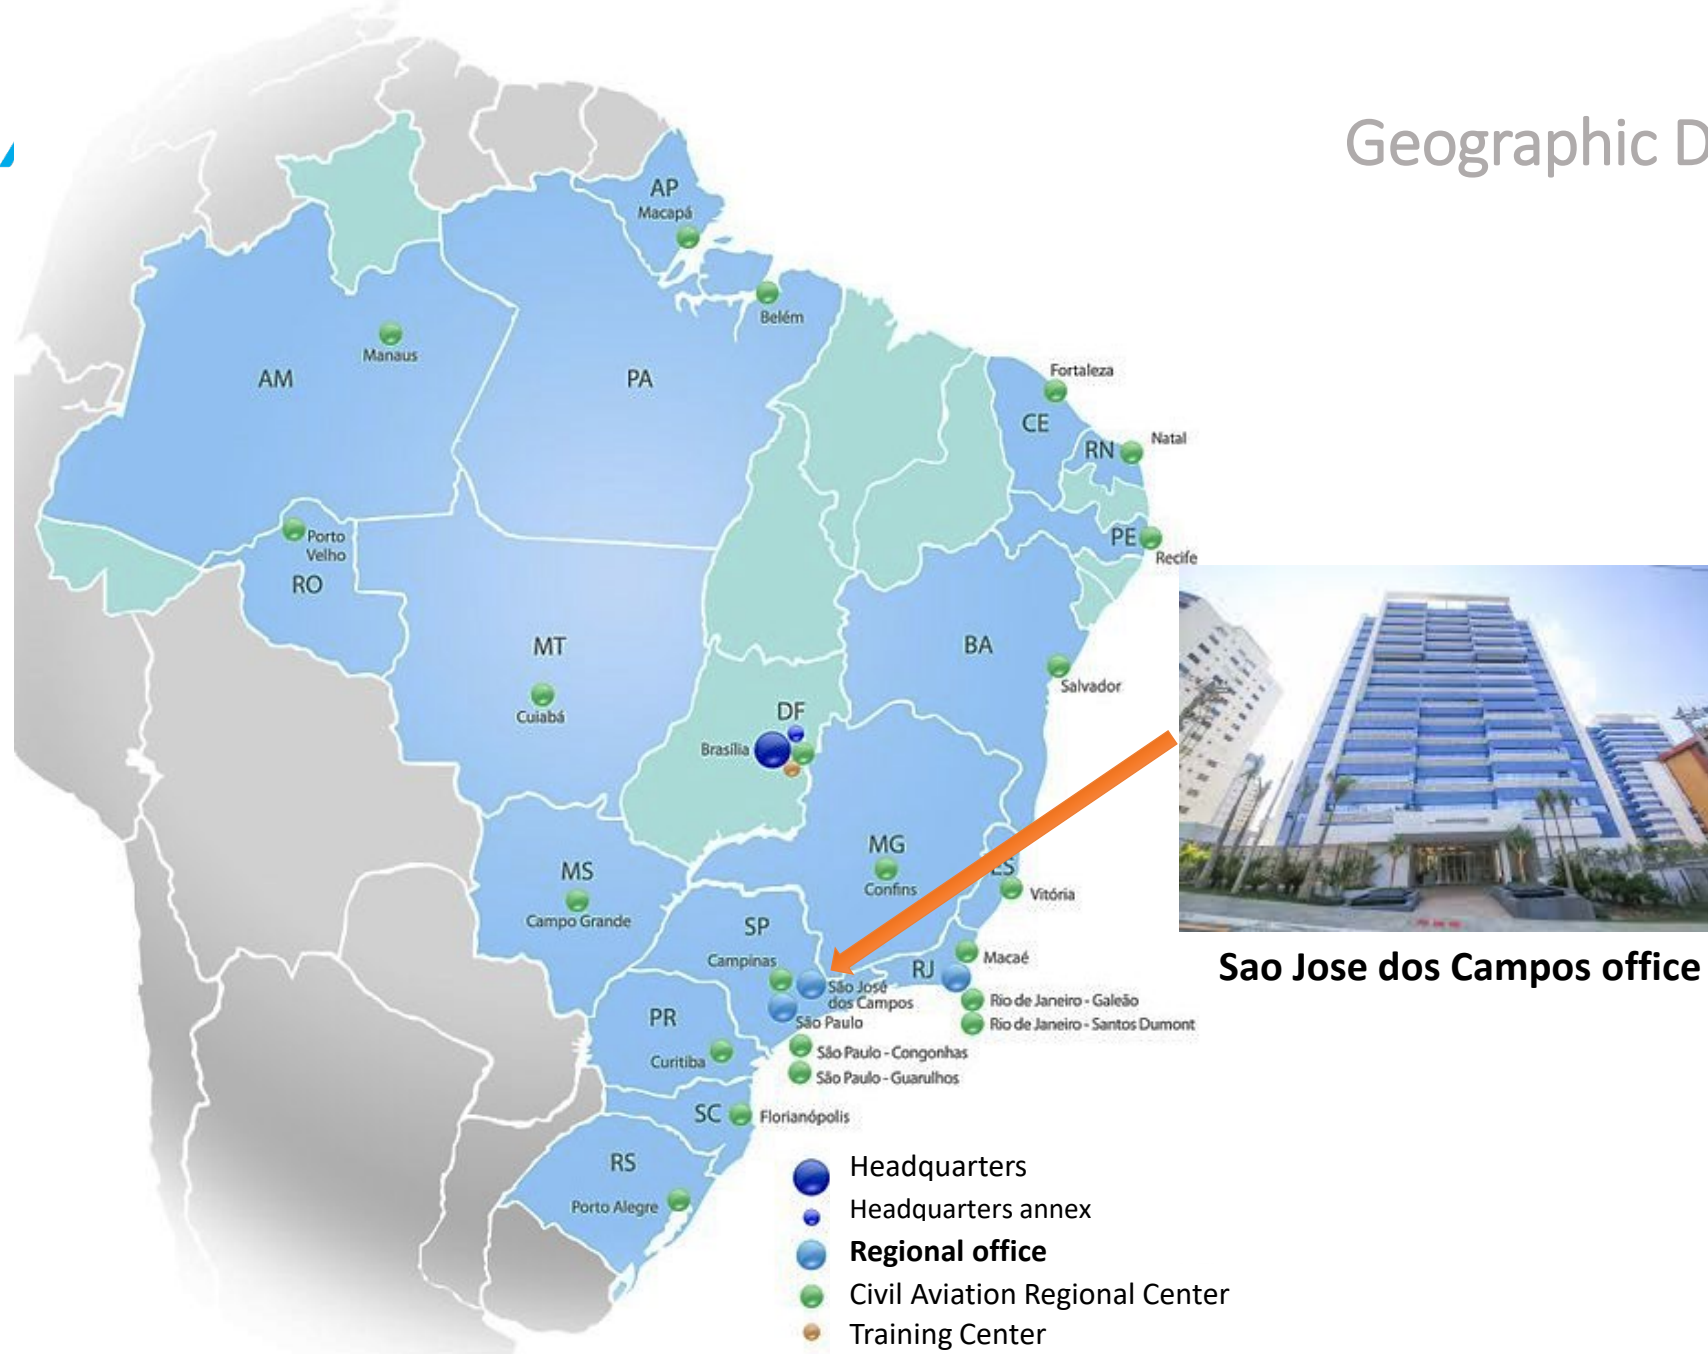 Geographic D
AP
Macapá
Belém
Manaus
AM
PA
Fortaleza
CE
RN
Natal
Porto
Velho
RO
PE
Recife
MT
Cuiabá
BA
Salvador
DF
Brasília
MG
Confins
ES
Vitória
MS
Campo Grande
SP
Campinas
São José
dos Campos
São Paulo
RJ
Macaé
Rio de Janeiro - Galeão
Rio de Janeiro - Santos Dumont
Sao Jose dos Campos office
PR
Curitiba
São Paulo - Congonhas
São Paulo - Guarulhos
SC
Florianópolis
RS
Porto Alegre
Headquarters
Headquarters annex
Regional office
Civil Aviation Regional Center
Training Center